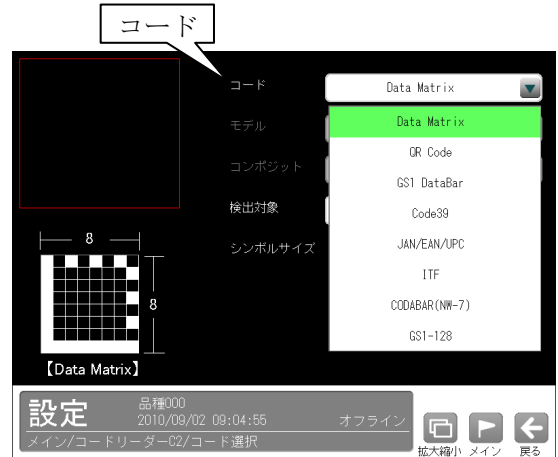 コード
コード
Data Matrix
モデル
Data Matrix
QR Code
コンポジット
GS1 DataBar
検出対象
Code39
シンボルサイズ
JAN/EAN/UPC
ITF
CODABAR(NW-7)
GS1-128
8
8
【Data Matrix】
設定
品種000
2010/09/02 09:04:55
オフライン
メイン/コードリーダーC2/コード選択
拡大縮小
メイン
戻る